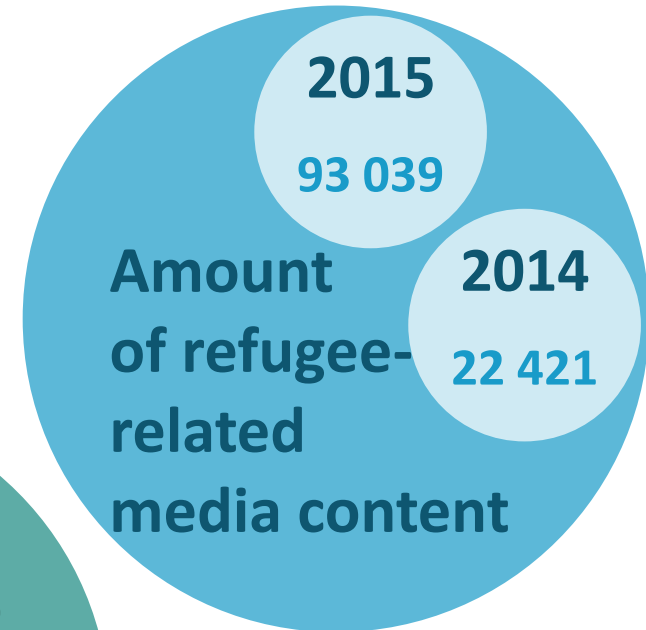 2015
93 039
2014
22 421
Amount
of refugee-
related
media content